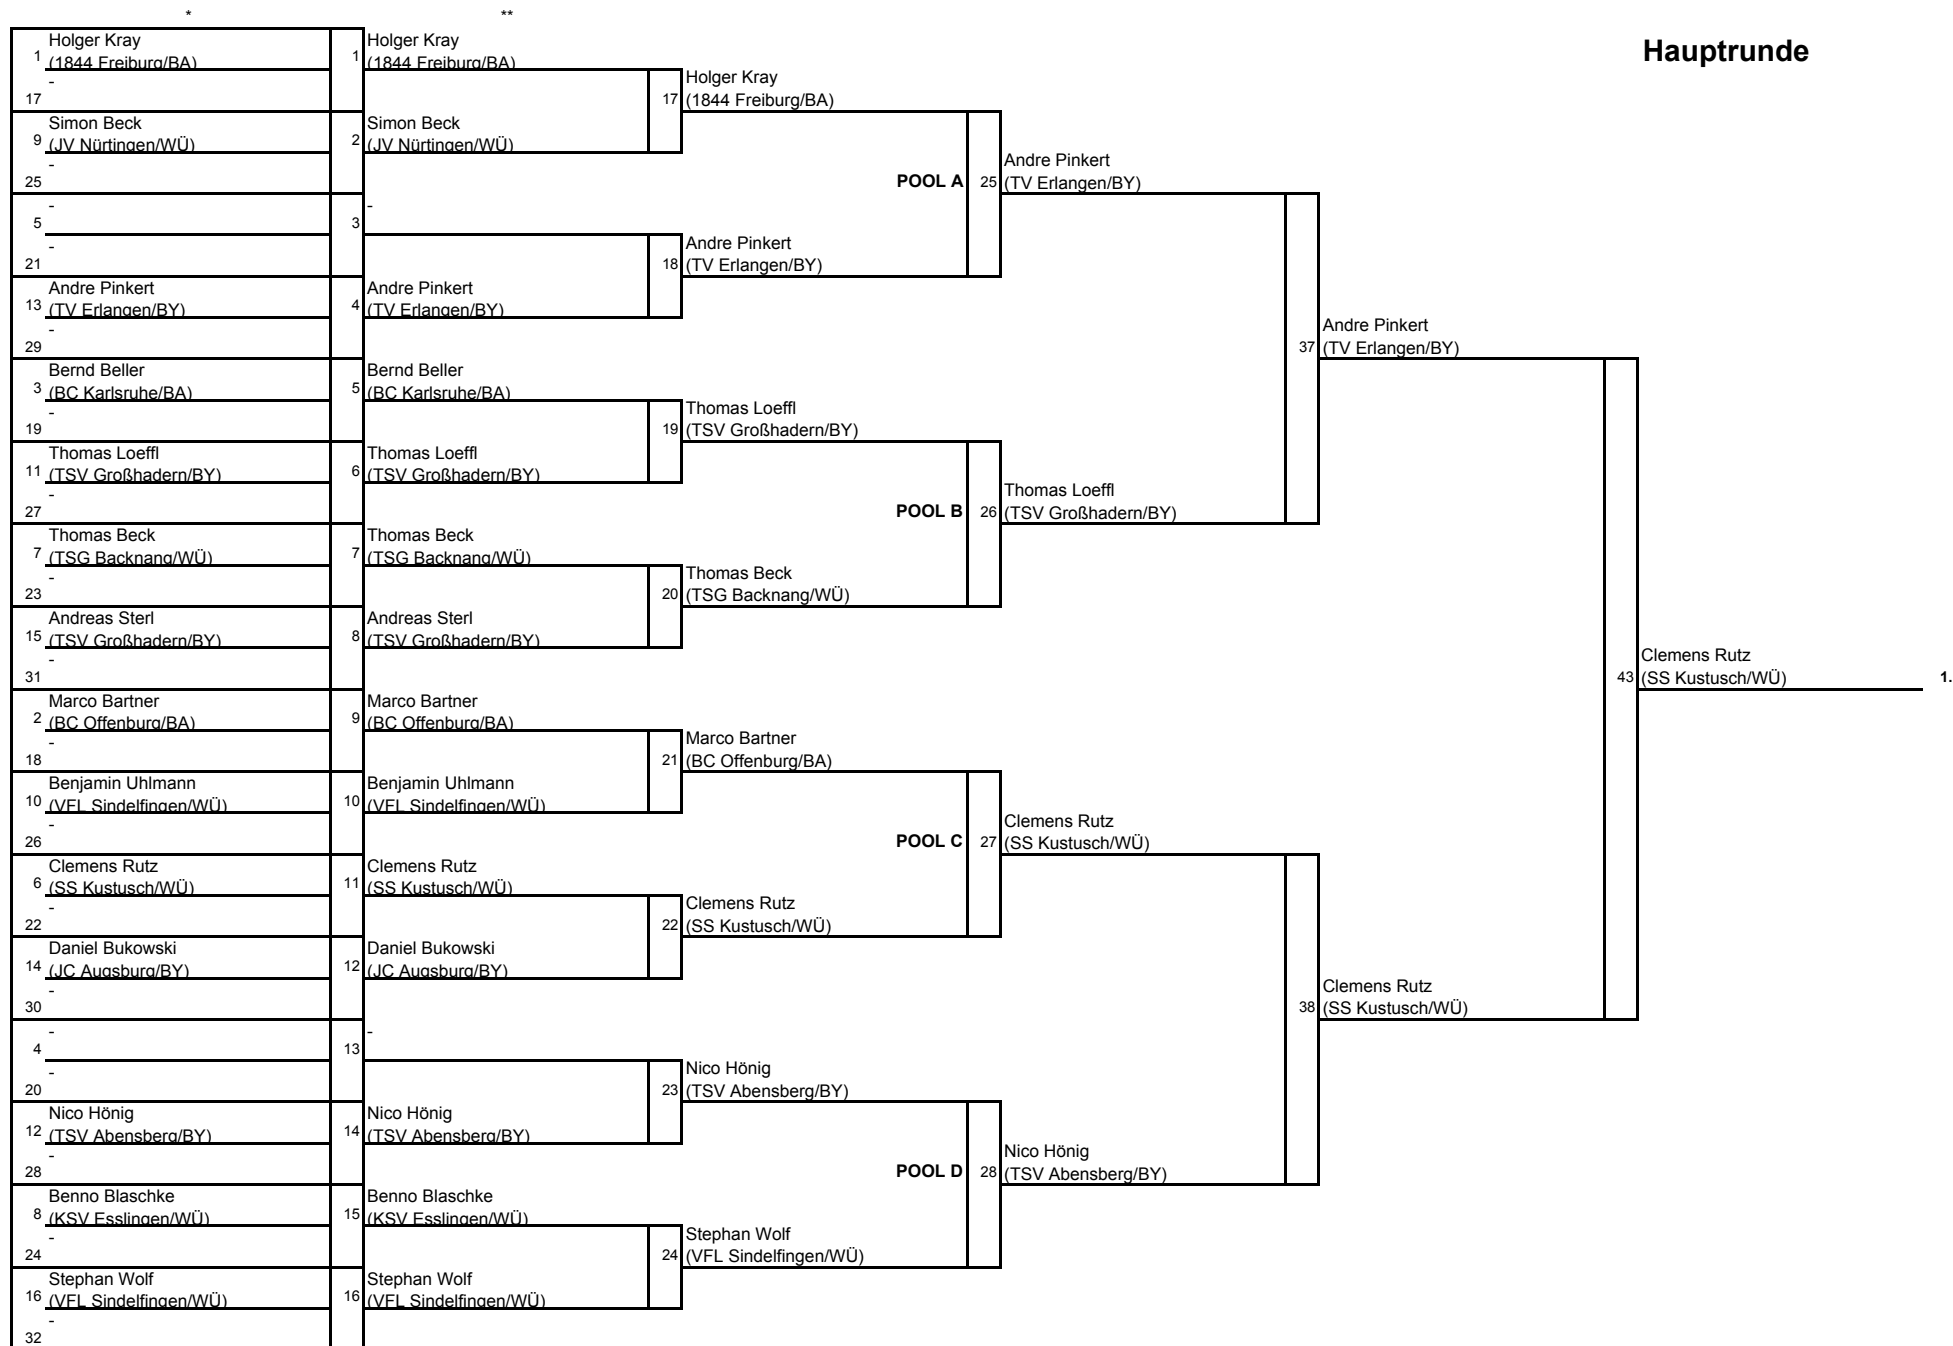 * **
Hauptrunde
1 Holger Kray 1 Holger Kray
(1844 Freiburg/BA) (1844 Freiburg/BA)
- Holger Kray
17 17 (1844 Freiburg/BA)
Simon Beck Simon Beck
9 (JV Nürtingen/WÜ) 2 (JV Nürtingen/WÜ)
- Andre Pinkert
25 POOL A 25 (TV Erlangen/BY)
- -
5 3
- Andre Pinkert
21 18 (TV Erlangen/BY)
Andre Pinkert Andre Pinkert
13 (TV Erlangen/BY) 4 (TV Erlangen/BY)
- Andre Pinkert
29 37 (TV Erlangen/BY)
Bernd Beller Bernd Beller
3 (BC Karlsruhe/BA) 5 (BC Karlsruhe/BA)
- Thomas Loeffl
19 19 (TSV Großhadern/BY)
Thomas Loeffl Thomas Loeffl
11 (TSV Großhadern/BY) 6 (TSV Großhadern/BY)
- Thomas Loeffl
27 POOL B 26 (TSV Großhadern/BY)
Thomas Beck Thomas Beck
7 (TSG Backnang/WÜ) 7 (TSG Backnang/WÜ)
- Thomas Beck
23 20 (TSG Backnang/WÜ)
Andreas Sterl Andreas Sterl
15 (TSV Großhadern/BY) 8 (TSV Großhadern/BY)
- Clemens Rutz
31 43 (SS Kustusch/WÜ) 1.
Marco Bartner Marco Bartner
2 (BC Offenburg/BA) 9 (BC Offenburg/BA)
- Marco Bartner
18 21 (BC Offenburg/BA)
Benjamin Uhlmann Benjamin Uhlmann
10 (VFL Sindelfingen/WÜ) 10 (VFL Sindelfingen/WÜ)
- Clemens Rutz
26 POOL C 27 (SS Kustusch/WÜ)
Clemens Rutz Clemens Rutz
6 (SS Kustusch/WÜ) 11 (SS Kustusch/WÜ)
- Clemens Rutz
22 22 (SS Kustusch/WÜ)
Daniel Bukowski Daniel Bukowski
14 (JC Augsburg/BY) 12 (JC Augsburg/BY)
- Clemens Rutz
30 38 (SS Kustusch/WÜ)
- -
4 13
- Nico Hönig
20 23 (TSV Abensberg/BY)
Nico Hönig Nico Hönig
12 (TSV Abensberg/BY) 14 (TSV Abensberg/BY)
- Nico Hönig
28 POOL D 28 (TSV Abensberg/BY)
Benno Blaschke Benno Blaschke
8 (KSV Esslingen/WÜ) 15 (KSV Esslingen/WÜ)
- Stephan Wolf
24 24 (VFL Sindelfingen/WÜ)
Stephan Wolf Stephan Wolf
16 (VFL Sindelfingen/WÜ) 16 (VFL Sindelfingen/WÜ)
-
32